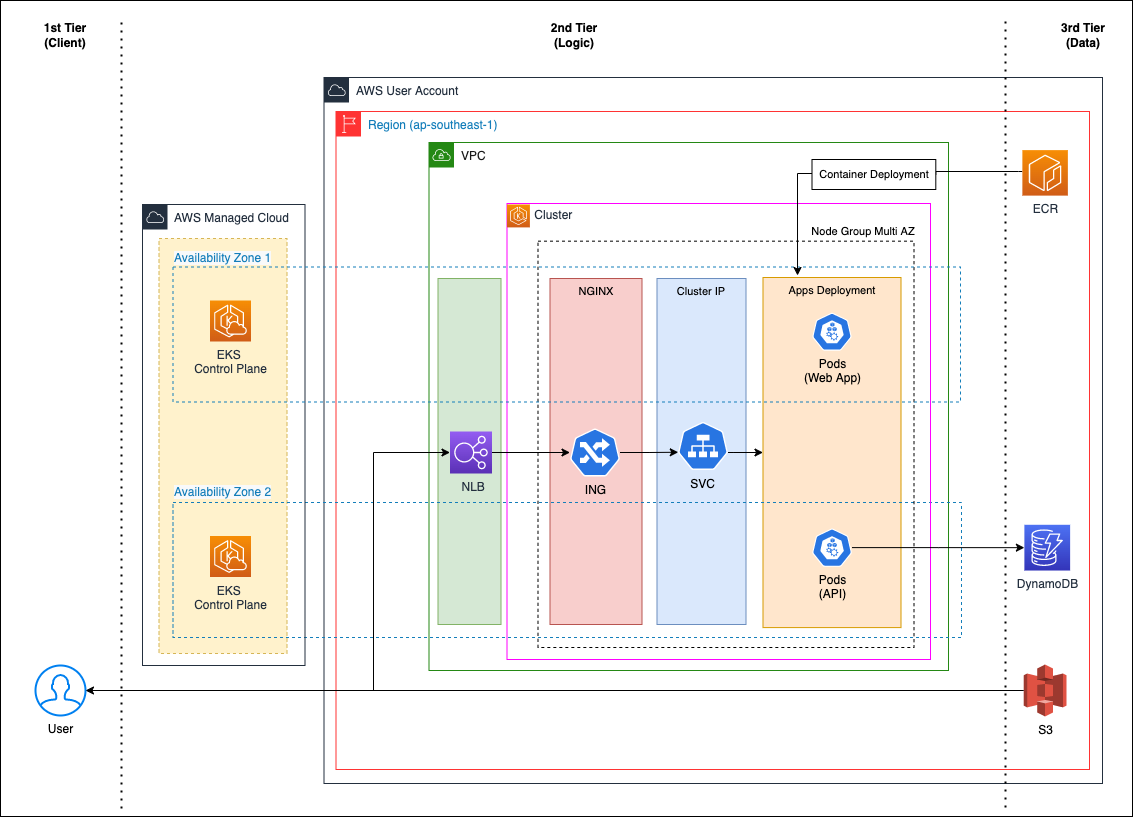 1st Tier
(Client)
2nd Tier
(Logic)
3rd Tier
(Data)
AWS User Account
Region (ap-southeast-1)
VPC
Container Deployment
ECR
AWS Managed Cloud
Cluster
Node Group Multi AZ
Availability Zone 1
NGINX
Cluster IP
Apps Deployment
EKS
Control Plane
Pods
(Web App)
NLB
ING
SVC
Availability Zone 2
EKS
Control Plane
Pods
(API)
DynamoDB
User
S3